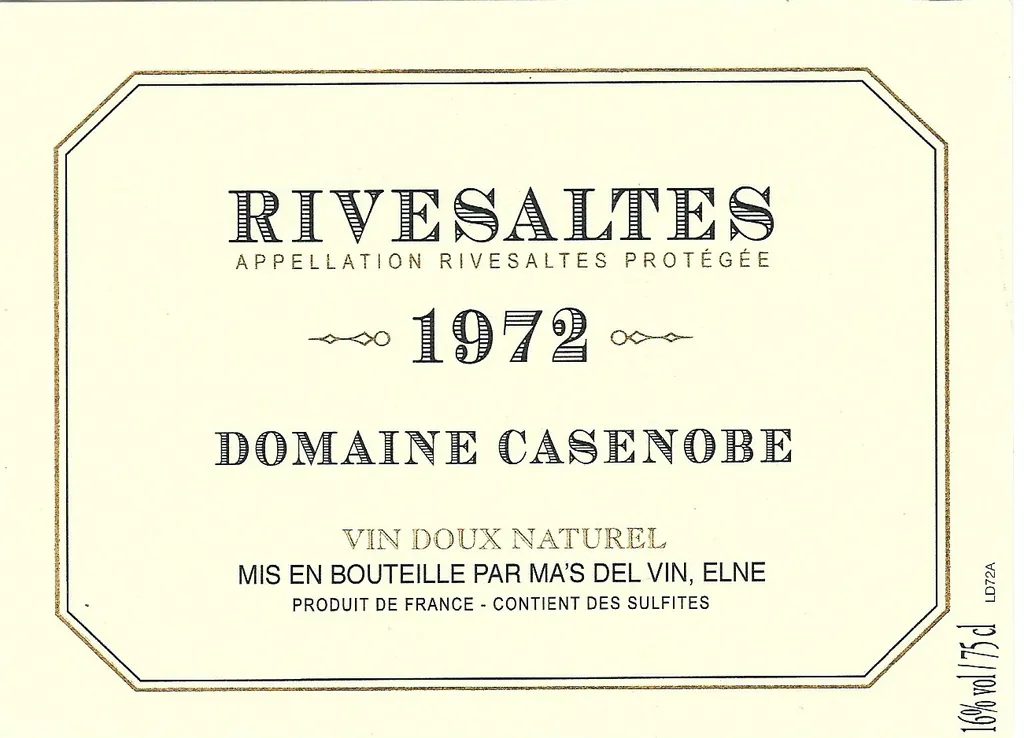 RIVESALTES
APPELLATION RIVESALTES PROTÉGÉE
1972
DOMAINE CASENOBE
VIN DOUX NATUREL
MIS EN BOUTEILLE PAR MA'S DEL VIN, ELNE
PRODUIT DE FRANCE - CONTIENT DES SULFITES
16% vol / 75 cl
LD72A